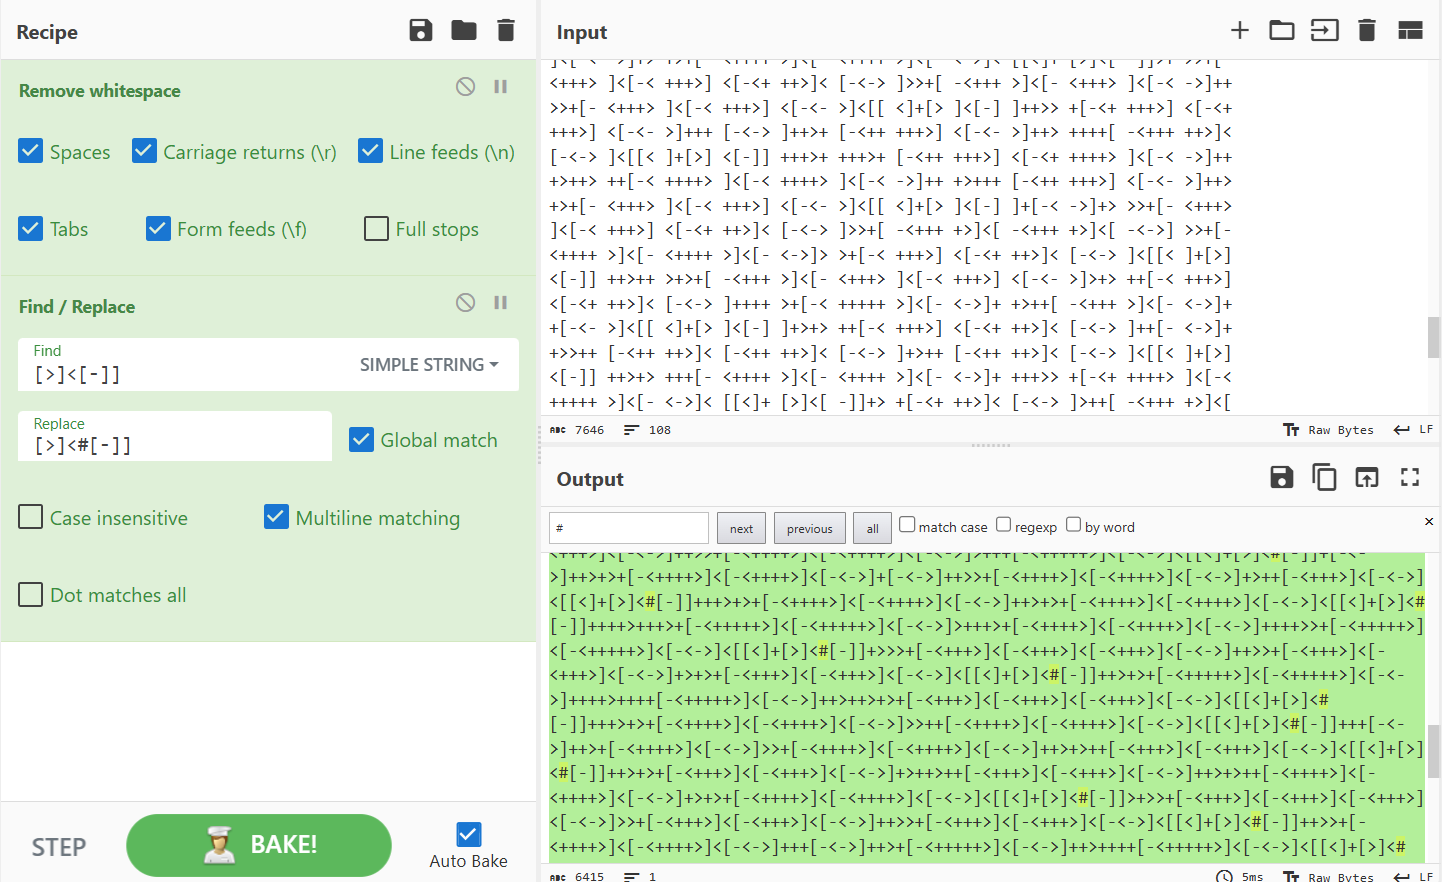 Recipe
Remove whitespace
Spaces
Carriage returns (\r)
Line feeds (\n)
Tabs
Form feeds (\f)
Full stops
Find / Replace
Find
[>]<[-]]
SIMPLE STRING
Replace
[>]<#[-]]
Global match
Case insensitive
Multiline matching
Dot matches all
STEP
BAKE!
Auto Bake
Input
<+++> ]<[-< +++>] <[-<+ ++>]< [-<-> ]>>+[ -<+++ >]<[- <+++> ]<[-< ->]++
>>+[- <+++> ]<[-< +++>] <[-<- >]<[[ <]+[> ]<[-] ]++>> +[-<+ +++>] <[-<+
+++>] <[-<- >]+++ [-<-> ]++>+ [-<++ +++>] <[-<- >]++> ++++[ -<+++ ++>]<
[-<-> ]<[[< ]+[>] <[-]] +++>+ +++>+ [-<++ +++>] <[-<+ ++++> ]<[-< ->]++
+>++> ++[-< ++++> ]<[-< ++++> ]<[-< ->]++ +>+++ [-<++ +++>] <[-<- >]++>
+>+[- <+++> ]<[-< +++>] <[-<- >]<[[ <]+[> ]<[-] ]+[-< ->]+> >>+[- <+++>
]<[-< +++>] <[-<+ ++>]< [-<-> ]>>+[ -<+++ +>]<[ -<+++ +>]<[ -<->] >>+[-
<++++ >]<[- <++++ >]<[- <->]> >+[-< +++>] <[-<+ ++>]< [-<-> ]<[[< ]+[>]
<[-]] ++>++ >+>+[ -<+++ >]<[- <+++> ]<[-< +++>] <[-<- >]>+> ++[-< +++>]
<[-<+ ++>]< [-<-> ]++++ >+[-< +++++ >]<[- <->]+ +>++[ -<+++ >]<[- <->]+
+[-<- >]<[[ <]+[> ]<[-] ]+>+> ++[-< +++>] <[-<+ ++>]< [-<-> ]++[- <->]+
+>>++ [-<++ ++>]< [-<++ ++>]< [-<-> ]+>++ [-<++ ++>]< [-<-> ]<[[< ]+[>]
<[-]] ++>+> +++[- <++++ >]<[- <++++ >]<[- <->]+ +++>> +[-<+ ++++> ]<[-<
+++++ >]<[- <->]< [[<]+ [>]<[ -]]+> +[-<+ ++>]< [-<-> ]>++[ -<+++ +>]<[
ABC 7646
108
Raw Bytes
LF
Output
#
next
previous
all
match case
regexp
by word
×
>]++>+>+[-<++++>]<[-<++++>]<[-<->]+[-<->]++>>+[-<++++>]<[-<++++>]<[-<->]+>++[-<+++>]<[-<->]
<[[<]+[>]<#[-]]+++>+>+[-<++++>]<[-<++++>]<[-<->]++>+>+[-<++++>]<[-<++++>]<[-<->]<[[<]+[>]<#
[-]]++++>+++>+[-<+++++>]<[-<+++++>]<[-<->]>+++>+[-<++++>]<[-<++++>]<[-<->]++++>>+[-<+++++>]
<[-<+++++>]<[-<->]<[[<]+[>]<#[-]]+>>>+[-<+++>]<[-<+++>]<[-<+++>]<[-<->]++>>+[-<+++>]<[-
<+++>]<[-<->]+>+>+[-<+++>]<[-<+++>]<[-<->]<[[<]+[>]<#[-]]++>+>+[-<++++>]<[-<++++>]<[-<-
>]++++>++++[-<+++++>]<[-<->]++>++>+>+[-<+++>]<[-<+++>]<[-<+++>]<[-<->]<[[<]+[>]<#
[-]]+++>+>+[-<++++>]<[-<++++>]<[-<->]>>++[-<++++>]<[-<++++>]<[-<->]<[[<]+[>]<#[-]]+++[-<-
>]++>+[-<++++>]<[-<->]>>+[-<++++>]<[-<++++>]<[-<->]++>+>++[-<+++>]<[-<+++>]<[-<->]<[[<]+[>]
<#[-]]++>+>+[-<+++>]<[-<+++>]<[-<->]+>++>++[-<+++>]<[-<+++>]<[-<->]++>+>++[-<++++>]<[-
<++++>]<[-<->]+>+>+[-<++++>]<[-<++++>]<[-<->]<[[<]+[>]<#[-]]>+>>+[-<+++>]<[-<+++>]<[-<+++>]
<[-<->]>>+[-<++++>]<[-<++++>]<[-<->]++>>+[-<+++>]<[-<+++>]<[-<->]<[[<]+[>]<#[-]]++>>+[-
<++++>]<[-<++++>]<[-<->]+++[-<->]++>+[-<+++++>]<[-<->]++>++++[-<+++++>]<[-<->]<[[<]+[>]<#
ABC 6415
1
5ms
Raw Bytes
LF